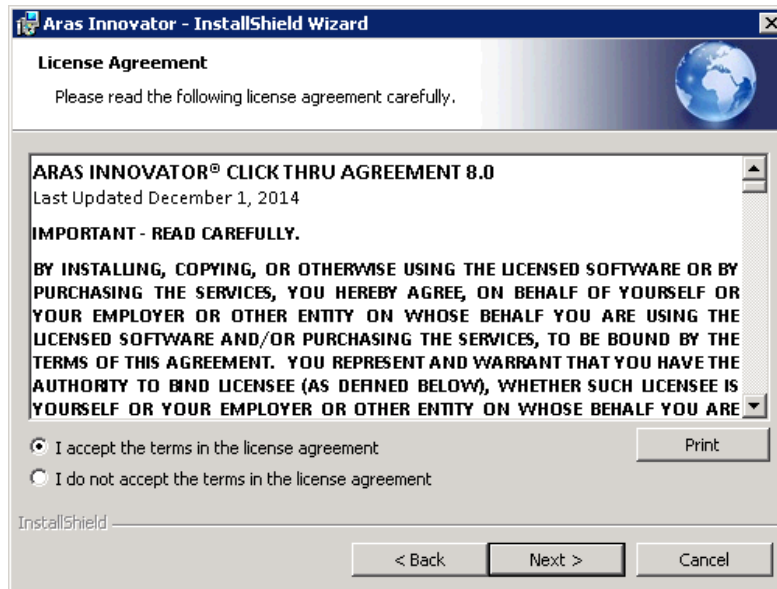 Aras Innovator - InstallShield Wizard
License Agreement
Please read the following license agreement carefully.
ARAS INNOVATOR® CLICK THRU AGREEMENT 8.0
Last Updated December 1, 2014
IMPORTANT - READ CAREFULLY.
BY INSTALLING, COPYING, OR OTHERWISE USING THE LICENSED SOFTWARE OR BY
PURCHASING THE SERVICES, YOU HEREBY AGREE, ON BEHALF OF YOURSELF OR
YOUR EMPLOYER OR OTHER ENTITY ON WHOSE BEHALF YOU ARE USING THE
LICENSED SOFTWARE AND/OR PURCHASING THE SERVICES, TO BE BOUND BY THE
TERMS OF THIS AGREEMENT.  YOU REPRESENT AND WARRANT THAT YOU HAVE THE
AUTHORITY TO BIND LICENSEE (AS DEFINED BELOW), WHETHER SUCH LICENSEE IS
YOURSELF OR YOUR EMPLOYER OR OTHER ENTITY ON WHOSE BEHALF YOU ARE
I accept the terms in the license agreement
Print
I do not accept the terms in the license agreement
InstallShield
< Back
Next >
Cancel